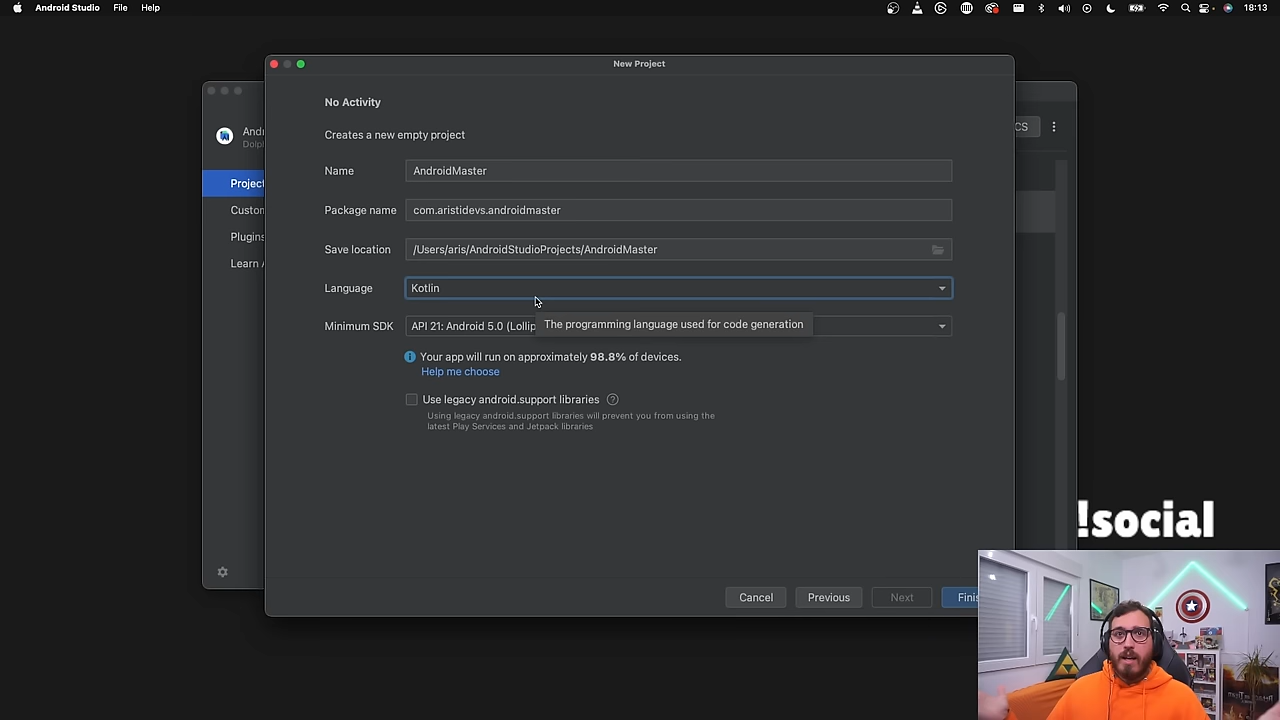 Android Studio File Help 18:13
New Project
No Activity
Creates a new empty project
Name AndroidMaster
Package name com.aristidevs.androidmaster
Save location /Users/aris/AndroidStudioProjects/AndroidMaster
Language Kotlin
The programming language used for code generation
Minimum SDK API 21: Android 5.0 (Lollip
Your app will run on approximately 98.8% of devices.
Help me choose
Use legacy android.support libraries ?
Using legacy android.support libraries will prevent you from using the
latest Play Services and Jetpack libraries
Cancel Previous Next Finis
Andr
Dolph
Project
Custom
Plugins
Learn A
CS
!social